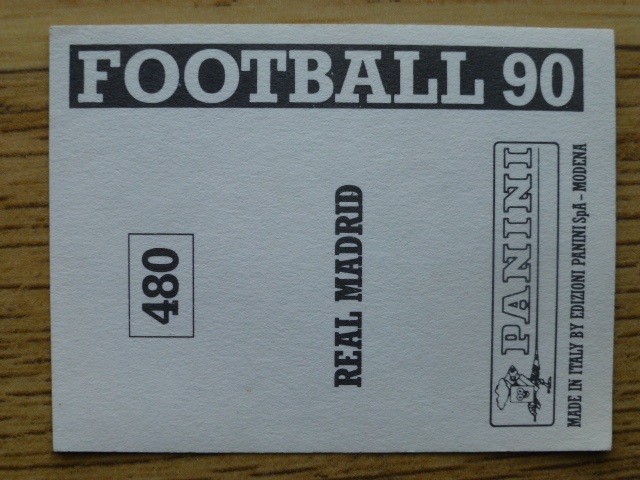 FOOTBALL 90
480
REAL MADRID
PANINI
MADE IN ITALY BY EDIZIONI PANINI SpA - MODENA